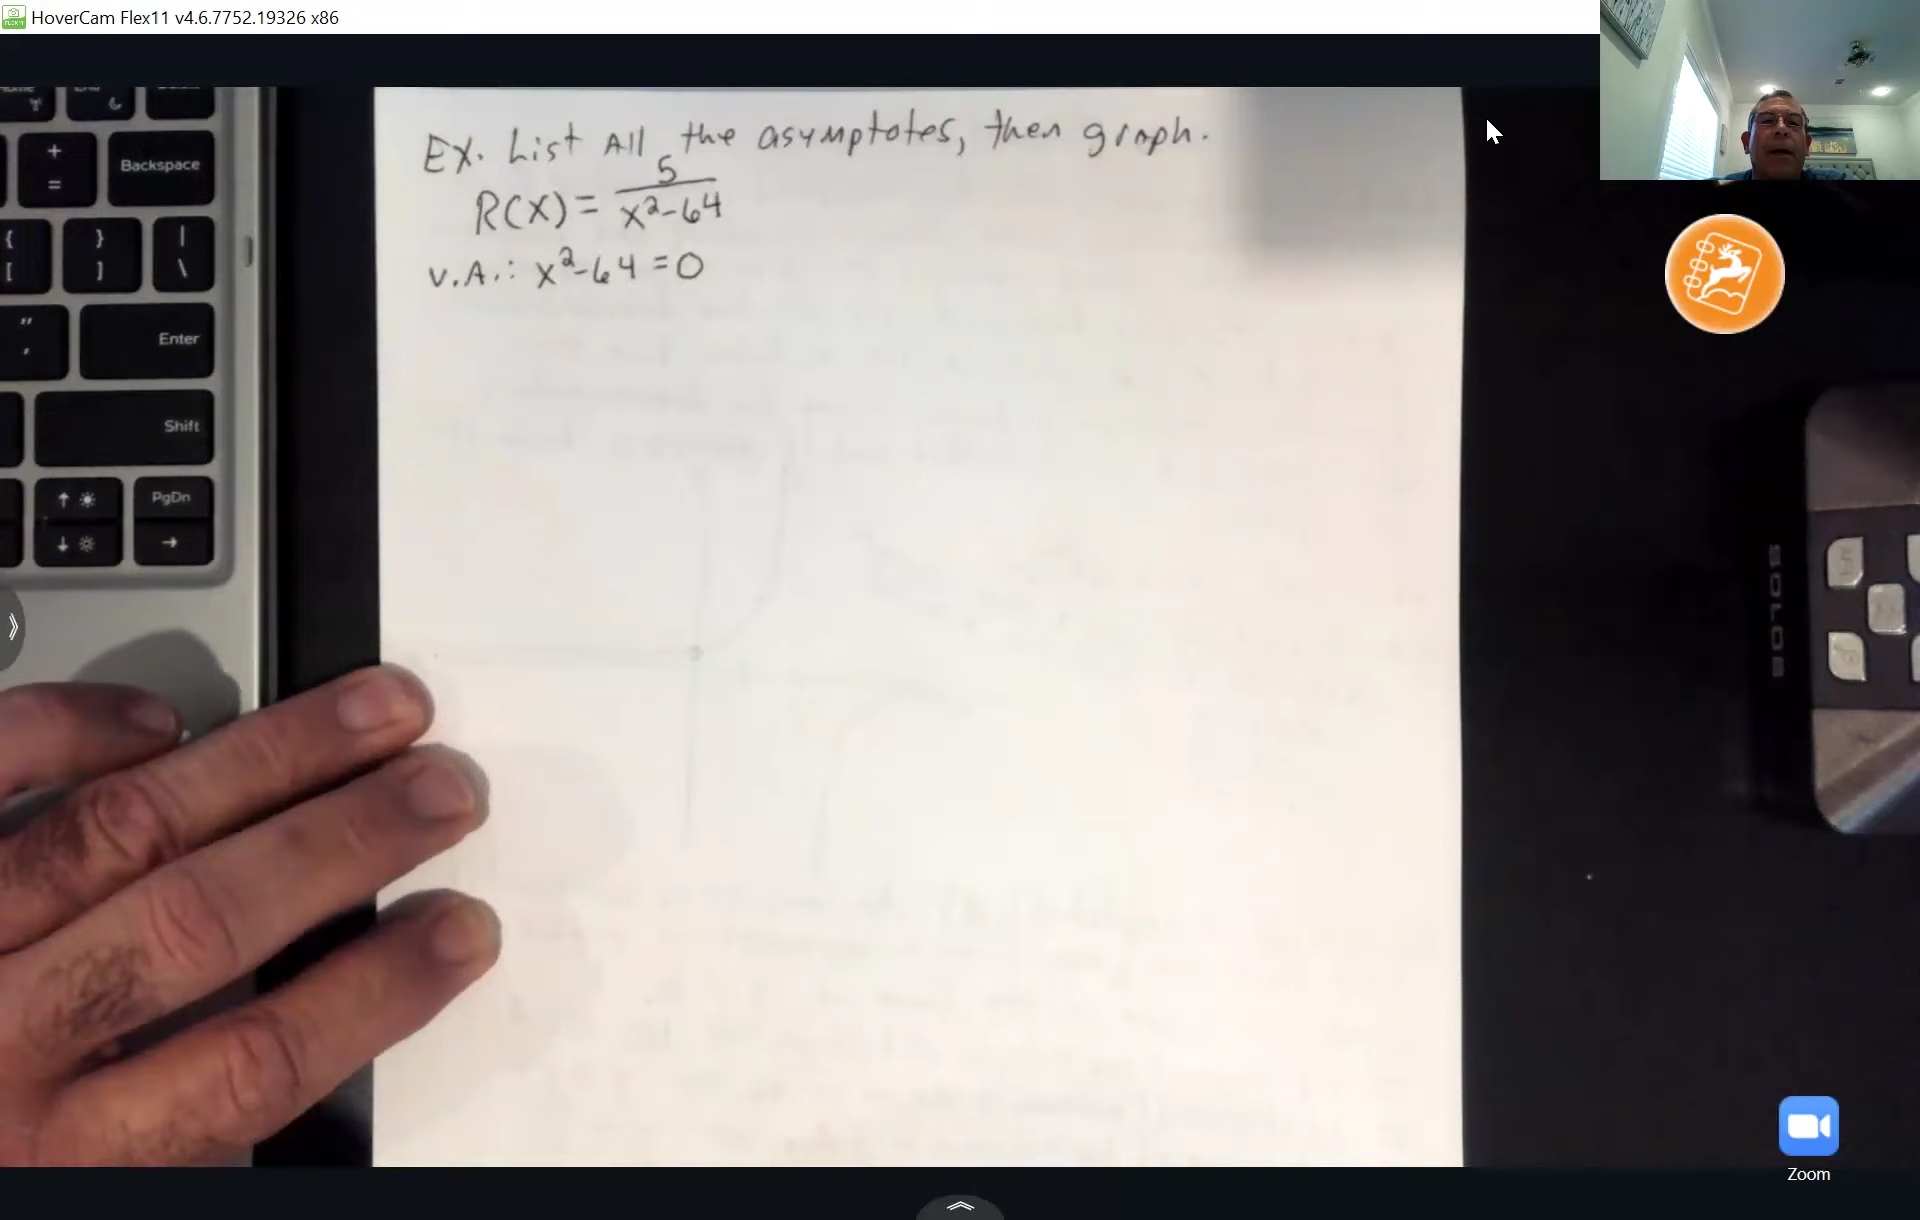 HoverCam Flex11 v4.6.7752.19326 x86
Ex. List All the asymptotes, then graph.
R(x) = 5/(x²-64)
V.A.: x²-64 = 0
+
=
Backspace
{
[
}
]
|
\
"
,
Enter
Shift
↑
PgDn
↓
→
SOLOS
Zoom